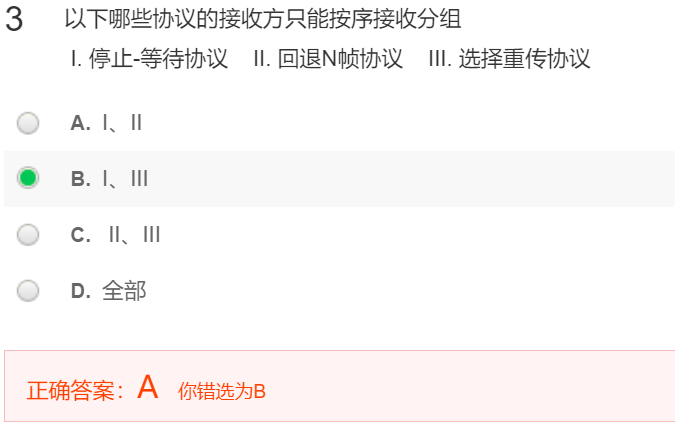 3 以下哪些协议的接收方只能按序接收分组
I. 停止-等待协议 II. 回退N帧协议 III. 选择重传协议
A. I、II
B. I、III
C. II、III
D. 全部
正确答案：A 你错选为B